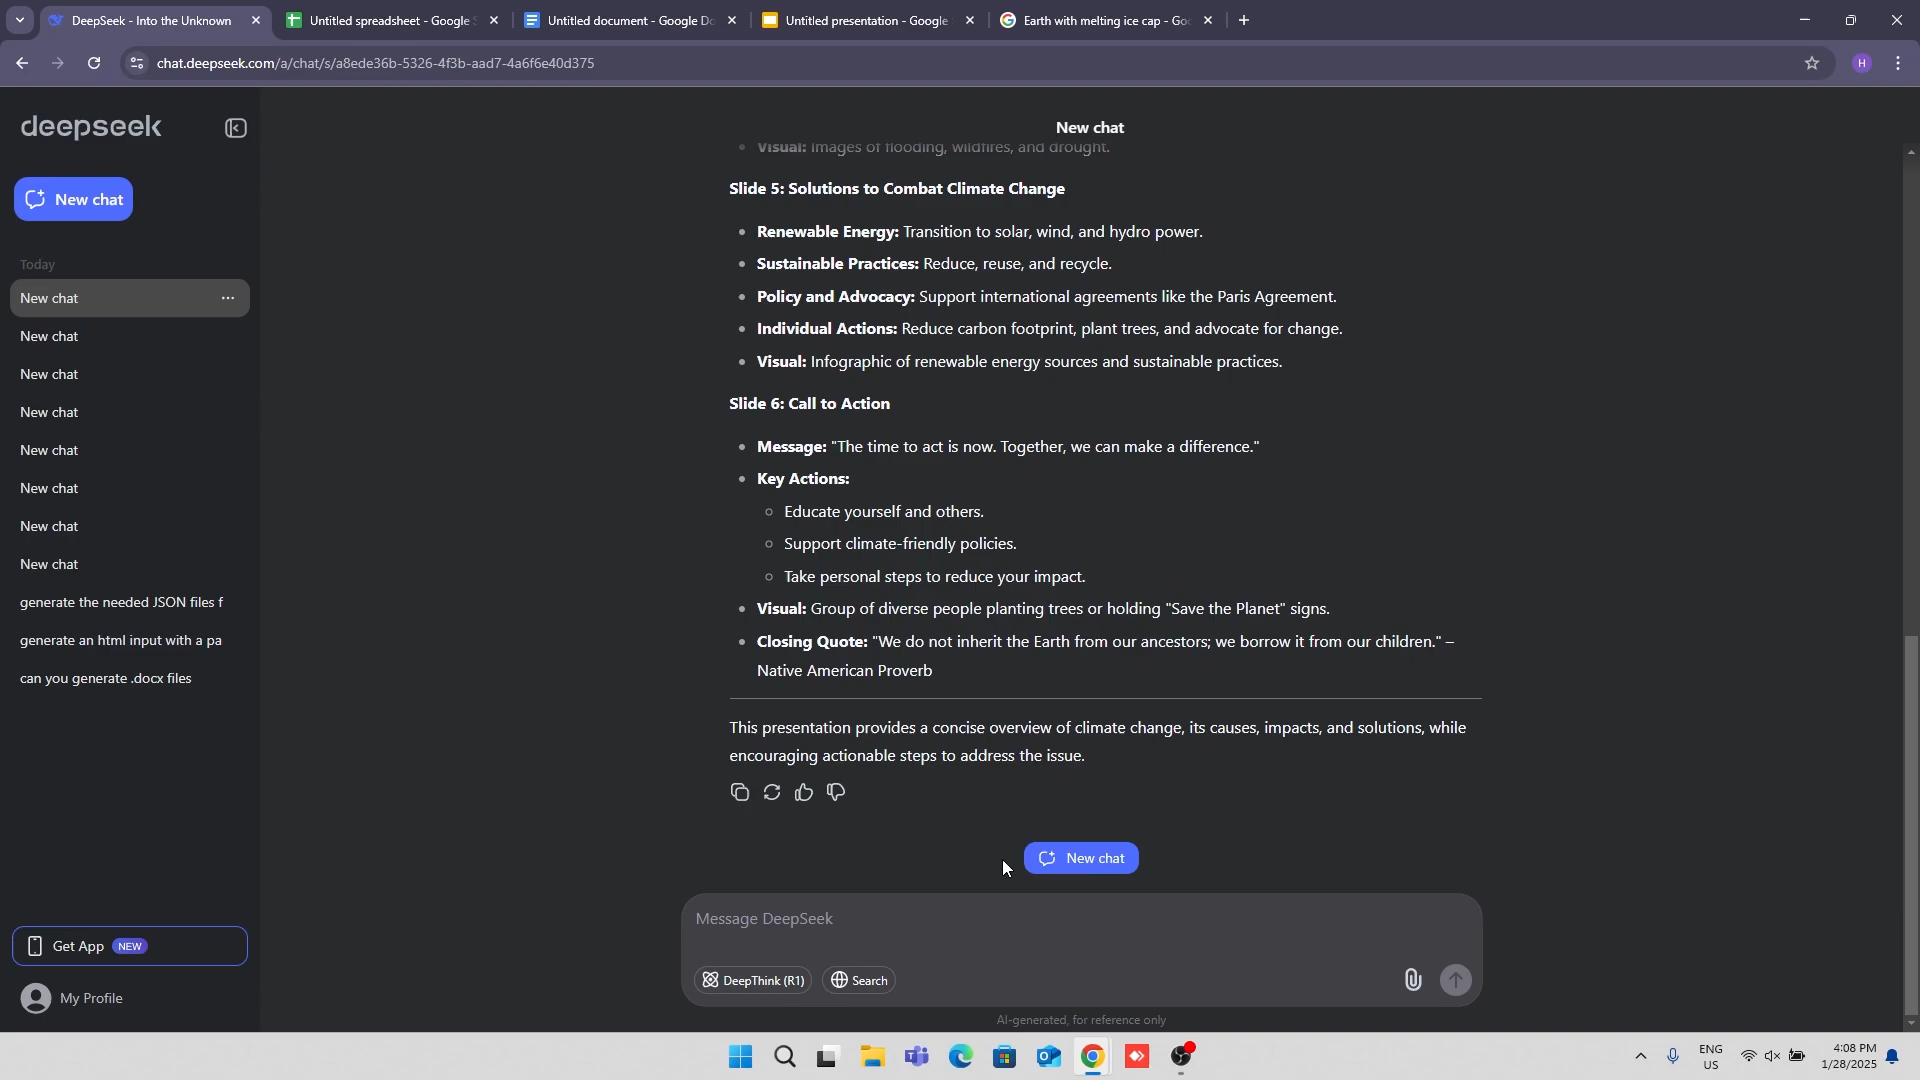 DeepSeek - Into the Unknown
Untitled spreadsheet - Google S
Untitled document - Google Do
Untitled presentation - Google
Earth with melting ice cap - Goo
chat.deepseek.com/a/chat/s/a8ede36b-5326-4f3b-aad7-4a6f6e40d375
H
deepseek
New chat
Today
New chat
New chat
New chat
New chat
New chat
New chat
New chat
New chat
generate the needed JSON files f
generate an html input with a pa
can you generate .docx files
Get App NEW
My Profile
New chat
Visual: Images of flooding, wildfires, and drought.
Slide 5: Solutions to Combat Climate Change
Renewable Energy: Transition to solar, wind, and hydro power.
Sustainable Practices: Reduce, reuse, and recycle.
Policy and Advocacy: Support international agreements like the Paris Agreement.
Individual Actions: Reduce carbon footprint, plant trees, and advocate for change.
Visual: Infographic of renewable energy sources and sustainable practices.
Slide 6: Call to Action
Message: "The time to act is now. Together, we can make a difference."
Key Actions:
Educate yourself and others.
Support climate-friendly policies.
Take personal steps to reduce your impact.
Visual: Group of diverse people planting trees or holding "Save the Planet" signs.
Closing Quote: "We do not inherit the Earth from our ancestors; we borrow it from our children." –
Native American Proverb
This presentation provides a concise overview of climate change, its causes, impacts, and solutions, while
encouraging actionable steps to address the issue.
New chat
Message DeepSeek
DeepThink (R1)
Search
AI-generated, for reference only
ENG
US
4:08 PM
1/28/2025